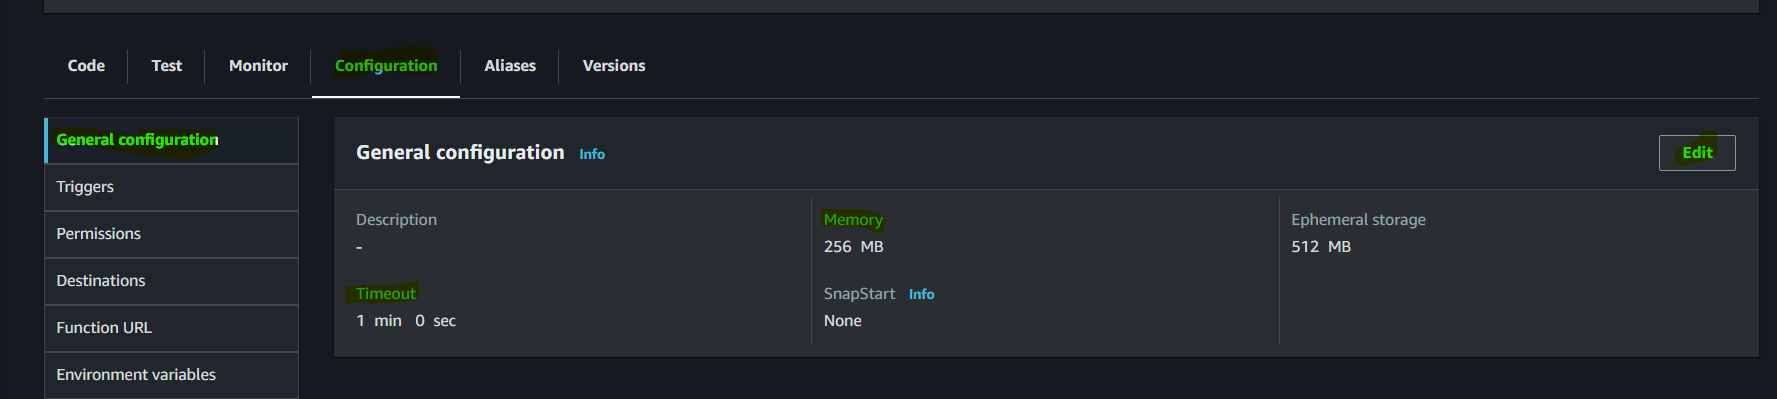 Code Test Monitor Configuration Aliases Versions
General configuration
Triggers
Permissions
Destinations
Function URL
Environment variables
General configuration Info
Edit
Description
-
Memory
256 MB
Ephemeral storage
512 MB
Timeout
1 min 0 sec
SnapStart Info
None